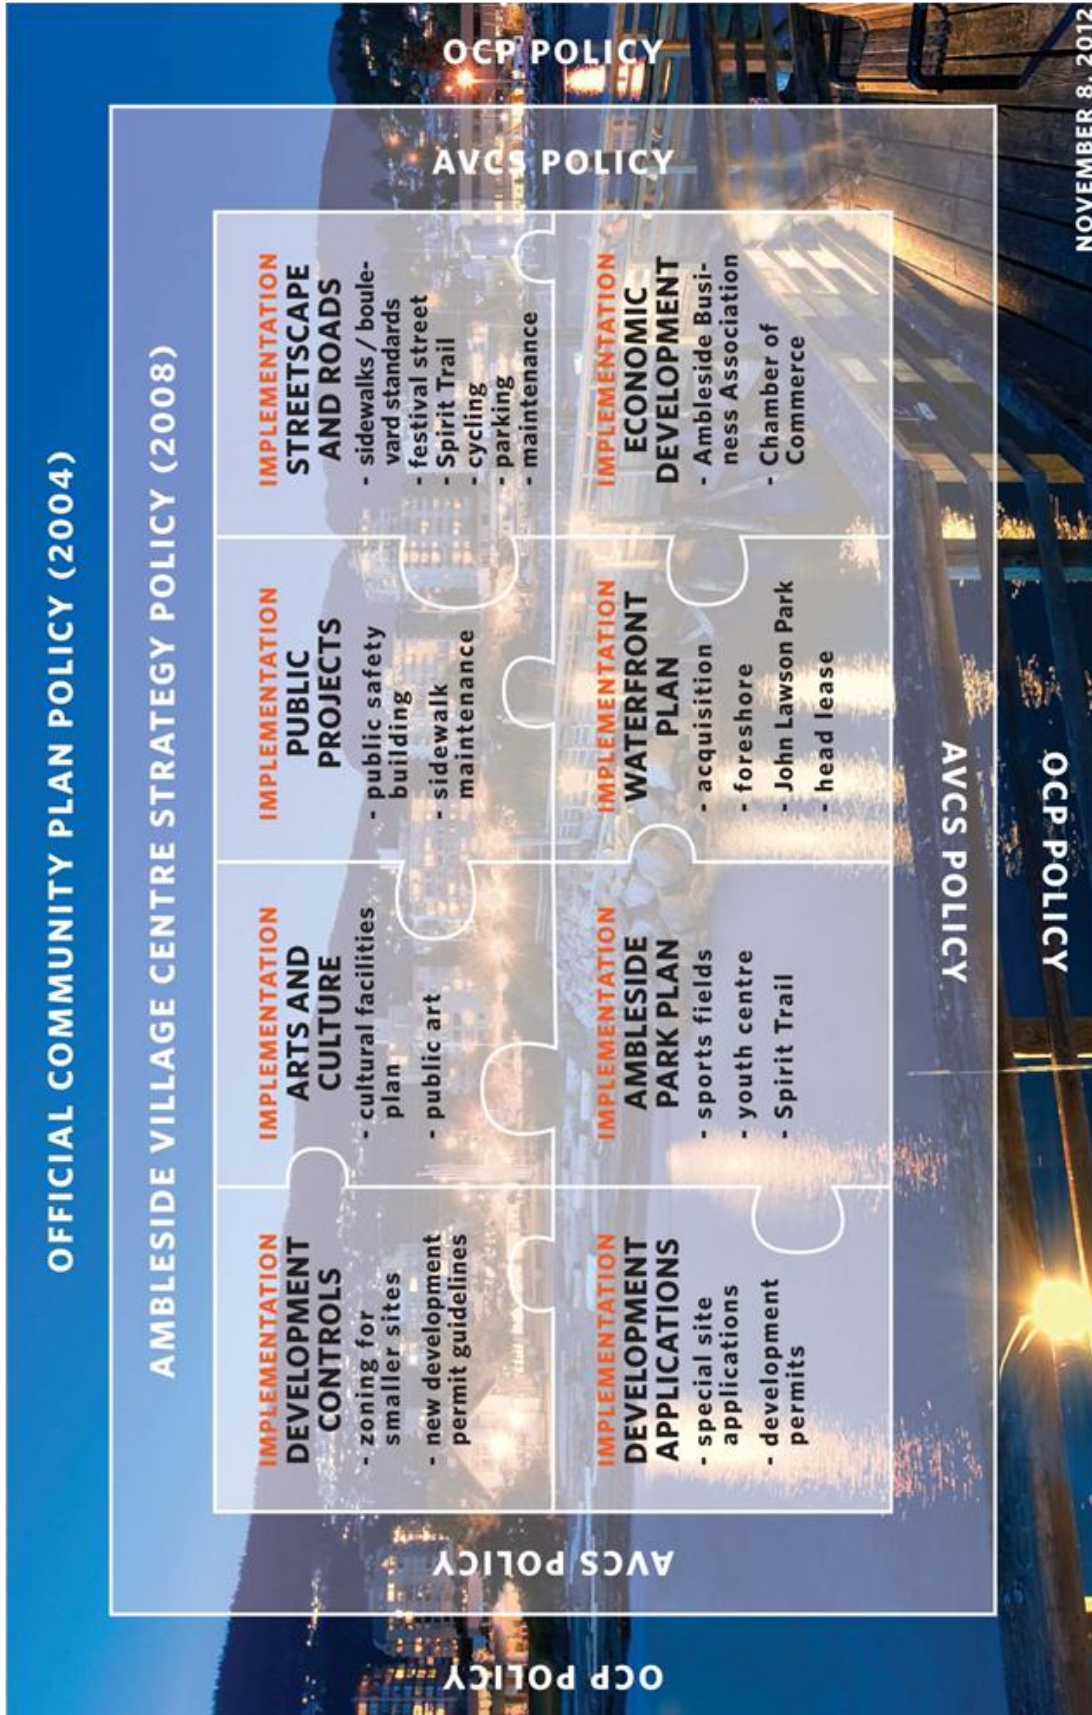 OFFICIAL COMMUNITY PLAN POLICY (2004)
AMBLESIDE VILLAGE CENTRE STRATEGY POLICY (2008)
OCP POLICY
AVCS POLICY
IMPLEMENTATION
DEVELOPMENT
CONTROLS
- zoning for
smaller sites
- new development
permit guidelines
IMPLEMENTATION
ARTS AND
CULTURE
- cultural facilities
plan
- public art
IMPLEMENTATION
PUBLIC
PROJECTS
- public safety
building
- sidewalk
maintenance
IMPLEMENTATION
STREETSCAPE
AND ROADS
- sidewalks / boule-
vard standards
- festival street
- Spirit Trail
- cycling
- parking
- maintenance
IMPLEMENTATION
DEVELOPMENT
APPLICATIONS
- special site
applications
- development
permits
IMPLEMENTATION
AMBLESIDE
PARK PLAN
- sports fields
- youth centre
- Spirit Trail
IMPLEMENTATION
WATERFRONT
PLAN
- acquisition
- foreshore
- John Lawson Park
- head lease
IMPLEMENTATION
ECONOMIC
DEVELOPMENT
- Ambleside Busi-
ness Association
- Chamber of
Commerce
AVCS POLICY
OCP POLICY
AVCS POLICY
OCP POLICY
NOVEMBER 8, 2012